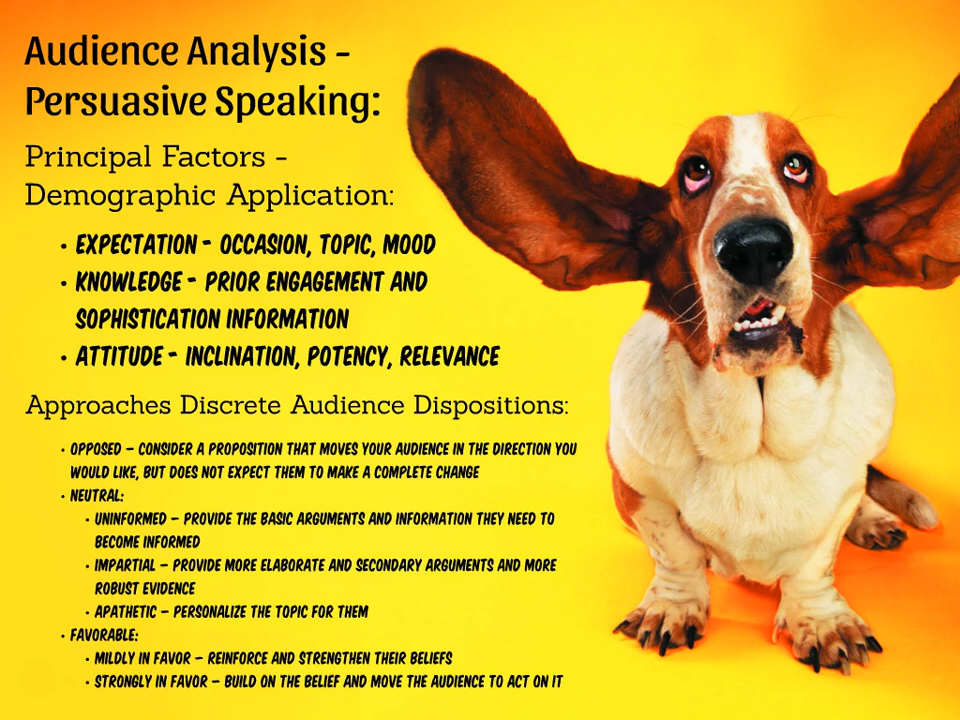 Audience Analysis -
Persuasive Speaking:
Principal Factors -
Demographic Application:
• EXPECTATION - OCCASION, TOPIC, MOOD
• KNOWLEDGE - PRIOR ENGAGEMENT AND
SOPHISTICATION INFORMATION
• ATTITUDE - INCLINATION, POTENCY, RELEVANCE
Approaches Discrete Audience Dispositions:
• OPPOSED – CONSIDER A PROPOSITION THAT MOVES YOUR AUDIENCE IN THE DIRECTION YOU
WOULD LIKE, BUT DOES NOT EXPECT THEM TO MAKE A COMPLETE CHANGE
• NEUTRAL:
• UNINFORMED – PROVIDE THE BASIC ARGUMENTS AND INFORMATION THEY NEED TO
BECOME INFORMED
• IMPARTIAL – PROVIDE MORE ELABORATE AND SECONDARY ARGUMENTS AND MORE
ROBUST EVIDENCE
• APATHETIC – PERSONALIZE THE TOPIC FOR THEM
• FAVORABLE:
• MILDLY IN FAVOR – REINFORCE AND STRENGTHEN THEIR BELIEFS
• STRONGLY IN FAVOR – BUILD ON THE BELIEF AND MOVE THE AUDIENCE TO ACT ON IT